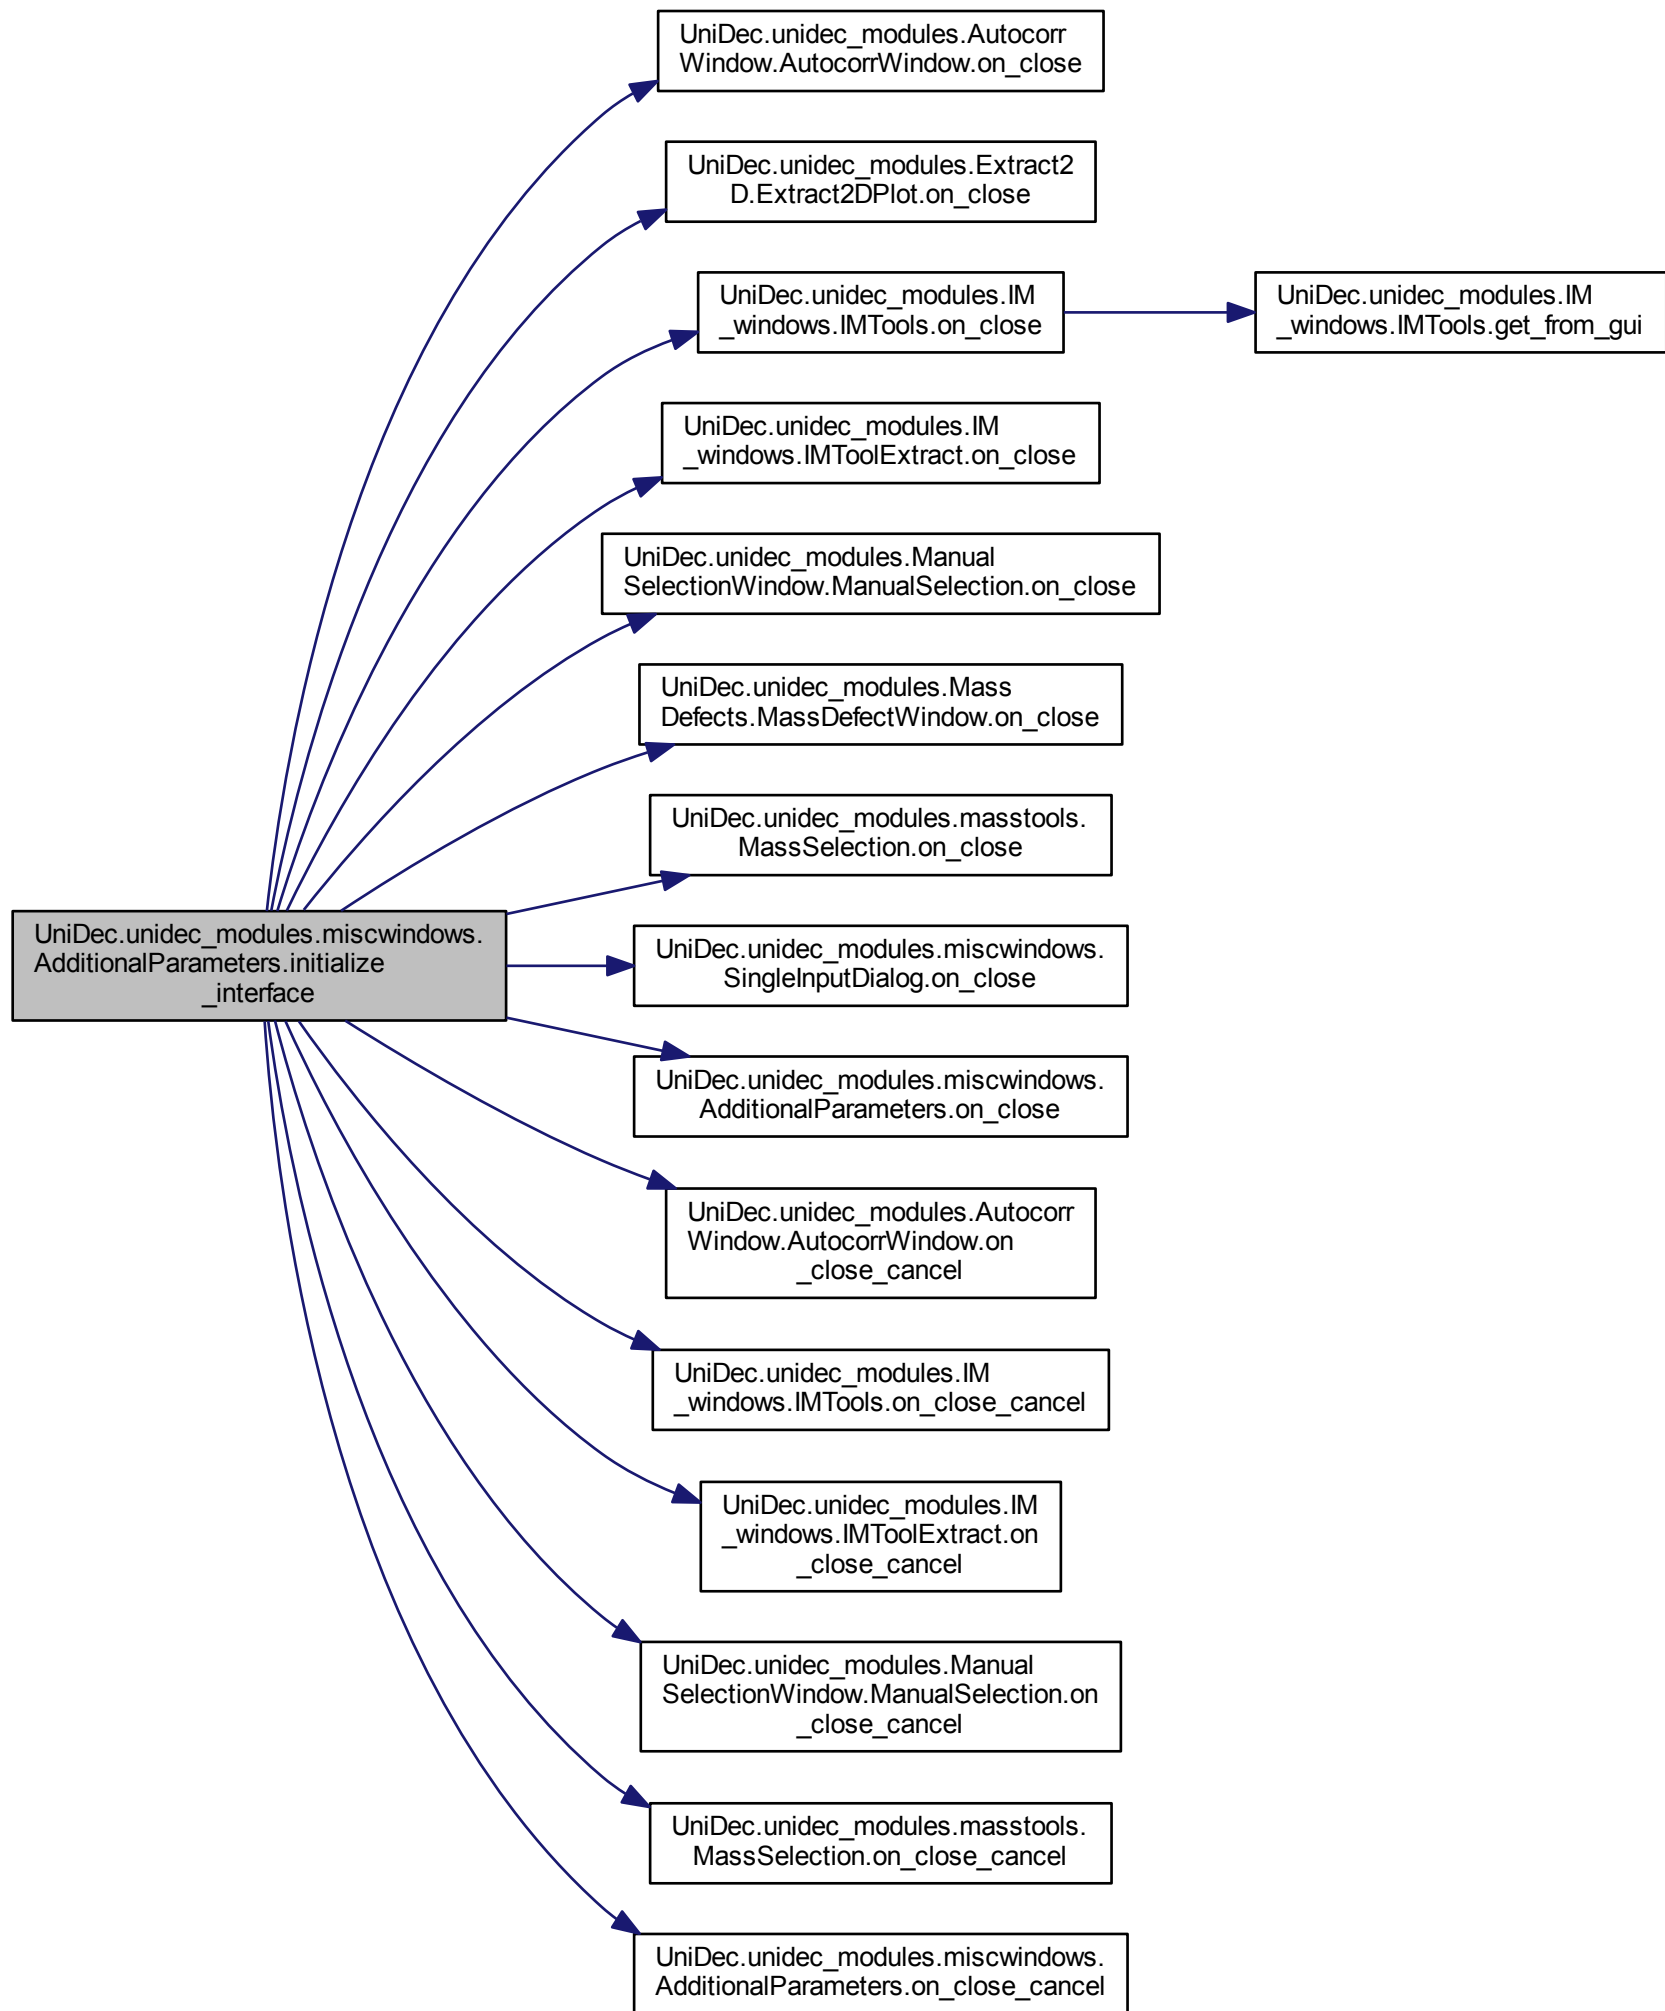 UniDec.unidec_modules.Autocorr
Window.AutocorrWindow.on_close
UniDec.unidec_modules.Extract2
D.Extract2DPlot.on_close
UniDec.unidec_modules.IM
_windows.IMTools.on_close
UniDec.unidec_modules.IM
_windows.IMTools.get_from_gui
UniDec.unidec_modules.IM
_windows.IMToolExtract.on_close
UniDec.unidec_modules.Manual
SelectionWindow.ManualSelection.on_close
UniDec.unidec_modules.Mass
Defects.MassDefectWindow.on_close
UniDec.unidec_modules.masstools.
MassSelection.on_close
UniDec.unidec_modules.miscwindows.
AdditionalParameters.initialize
_interface
UniDec.unidec_modules.miscwindows.
SingleInputDialog.on_close
UniDec.unidec_modules.miscwindows.
AdditionalParameters.on_close
UniDec.unidec_modules.Autocorr
Window.AutocorrWindow.on
_close_cancel
UniDec.unidec_modules.IM
_windows.IMTools.on_close_cancel
UniDec.unidec_modules.IM
_windows.IMToolExtract.on
_close_cancel
UniDec.unidec_modules.Manual
SelectionWindow.ManualSelection.on
_close_cancel
UniDec.unidec_modules.masstools.
MassSelection.on_close_cancel
UniDec.unidec_modules.miscwindows.
AdditionalParameters.on_close_cancel